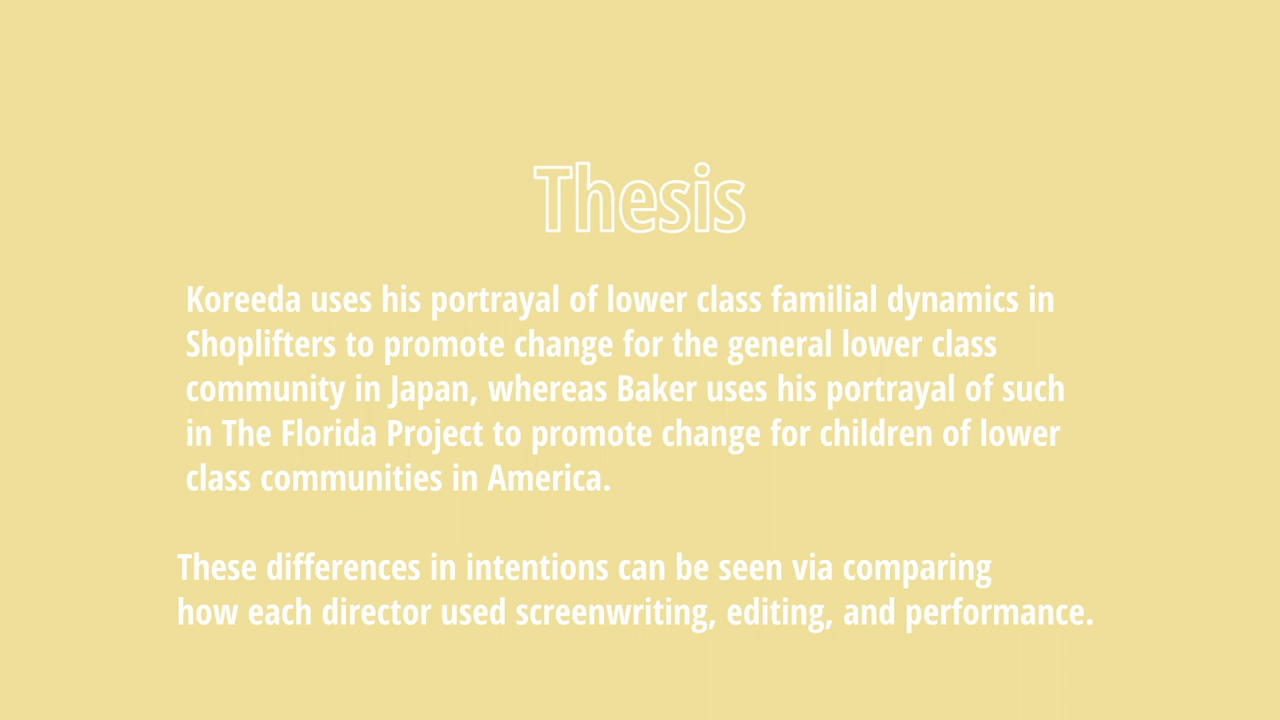 Thesis
Koreeda uses his portrayal of lower class familial dynamics in
Shoplifters to promote change for the general lower class
community in Japan, whereas Baker uses his portrayal of such
in The Florida Project to promote change for children of lower
class communities in America.
These differences in intentions can be seen via comparing
how each director used screenwriting, editing, and performance.